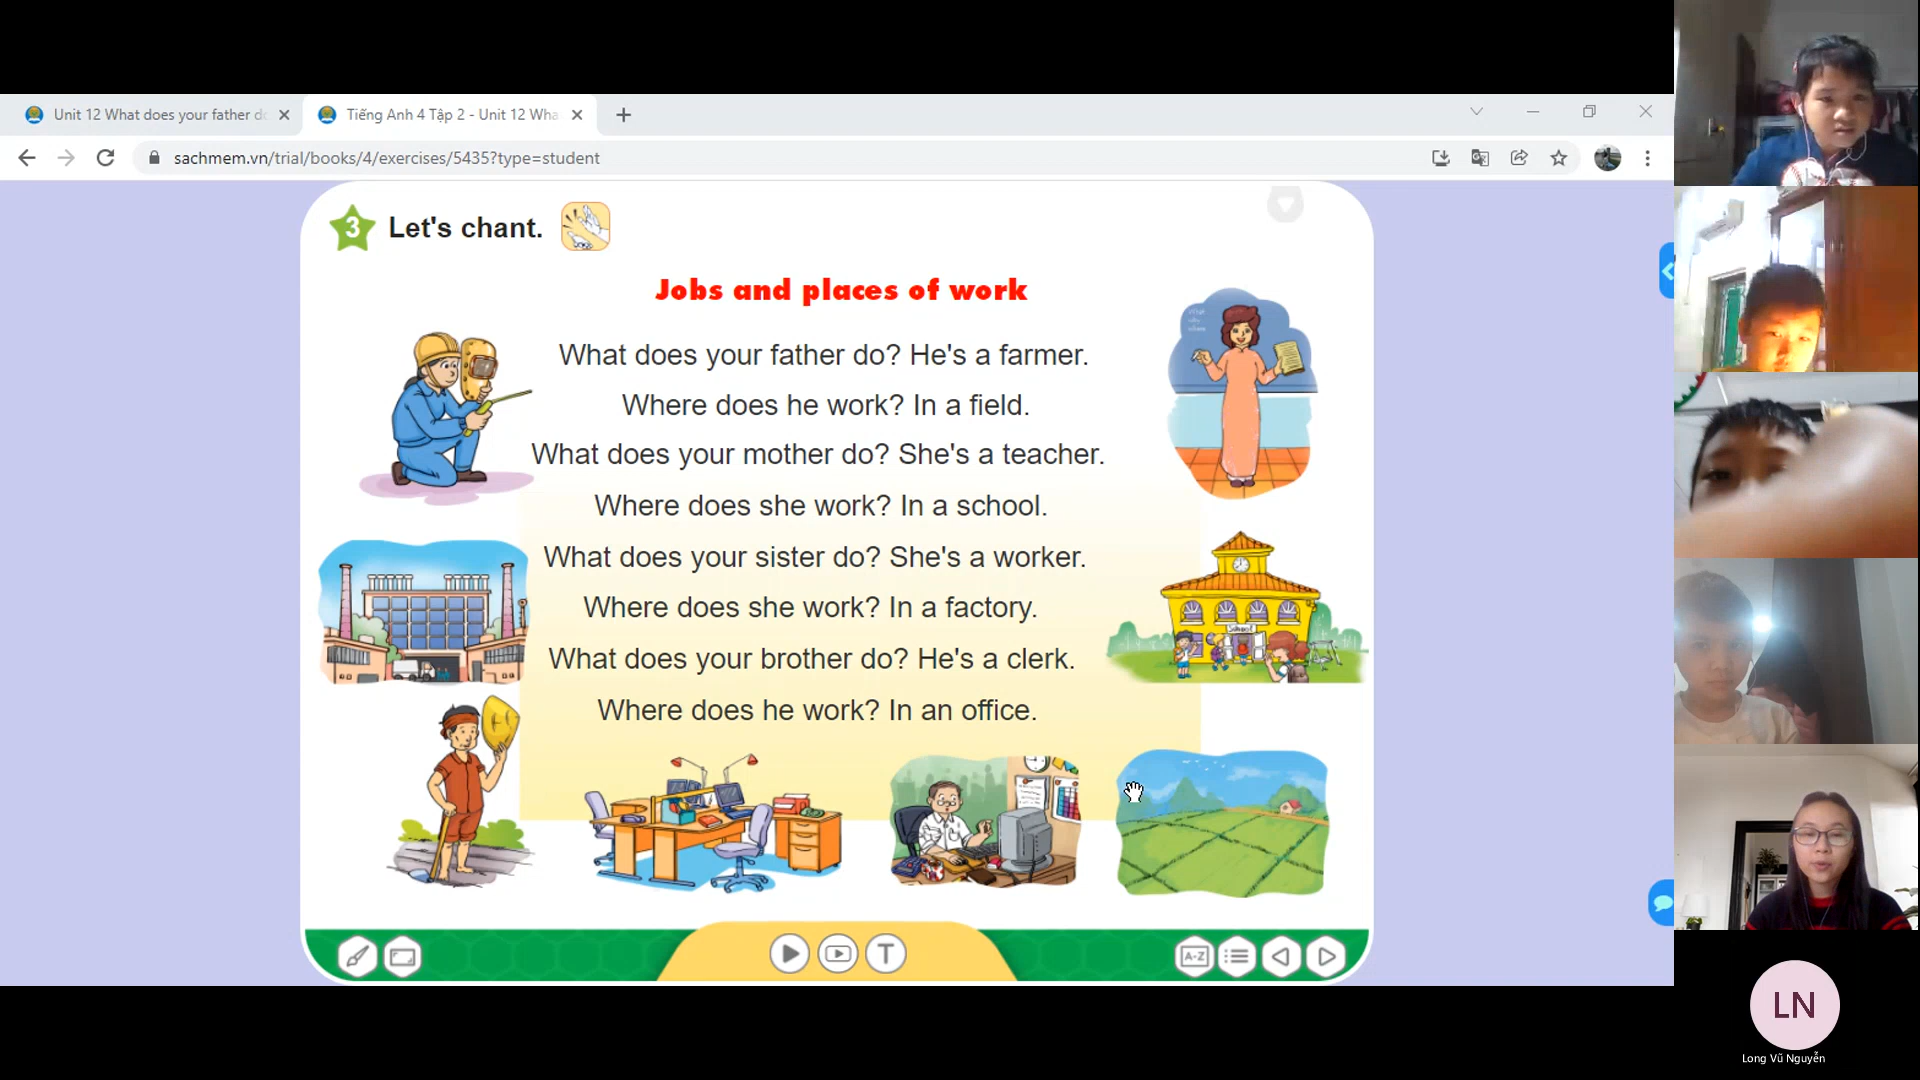 Unit 12 What does your father do
Tiếng Anh 4 Tập 2 - Unit 12 Wha
sachmem.vn/trial/books/4/exercises/5435?type=student
3 Let's chant.
Jobs and places of work
What does your father do? He's a farmer.
Where does he work? In a field.
What does your mother do? She's a teacher.
Where does she work? In a school.
What does your sister do? She's a worker.
Where does she work? In a factory.
What does your brother do? He's a clerk.
Where does he work? In an office.
School
T
A-Z
LN
Long Vũ Nguyễn